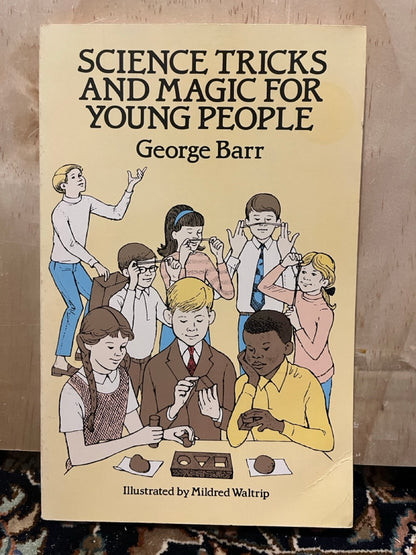 SCIENCE TRICKS
AND MAGIC FOR
YOUNG PEOPLE
George Barr
Illustrated by Mildred Waltrip